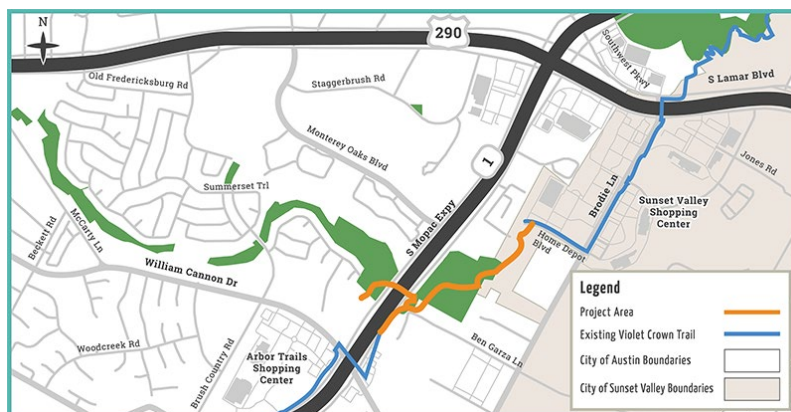 N
290
Old Fredericksburg Rd
Staggerbrush Rd
Southwest Pkwy
S Lamar Blvd
Monterey Oaks Blvd
1
Jones Rd
Summerset Trl
Brodie Ln
S Mopac Expy
Sunset Valley
Shopping
Center
Beckett Rd
McCarty Ln
Home Depot
Blvd
William Cannon Dr
Woodcreek Rd
Brush Country Rd
Arbor Trails
Shopping
Center
Ben Garza Ln
Legend
Project Area
Existing Violet Crown Trail
City of Austin Boundaries
City of Sunset Valley Boundaries